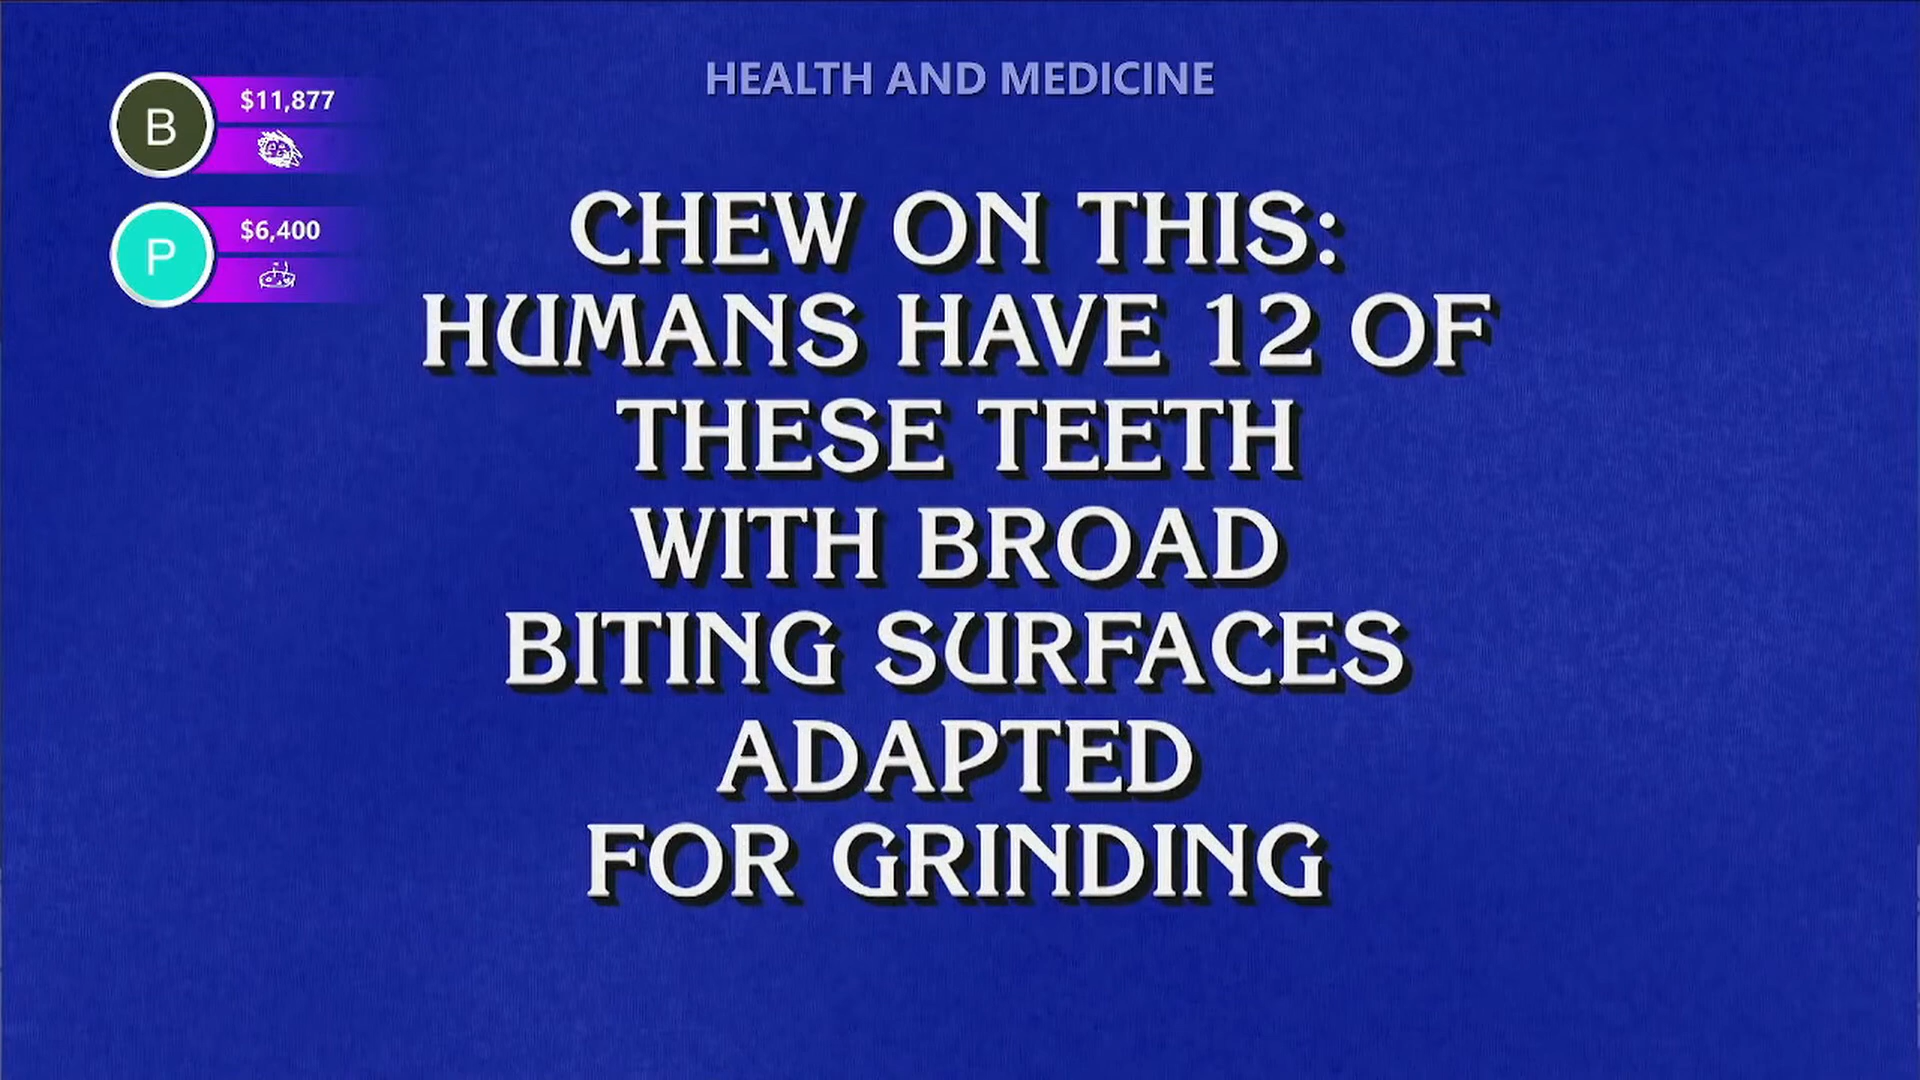 HEALTH AND MEDICINE
B
$11,877
P
$6,400
CHEW ON THIS:
HUMANS HAVE 12 OF
THESE TEETH
WITH BROAD
BITING SURFACES
ADAPTED
FOR GRINDING